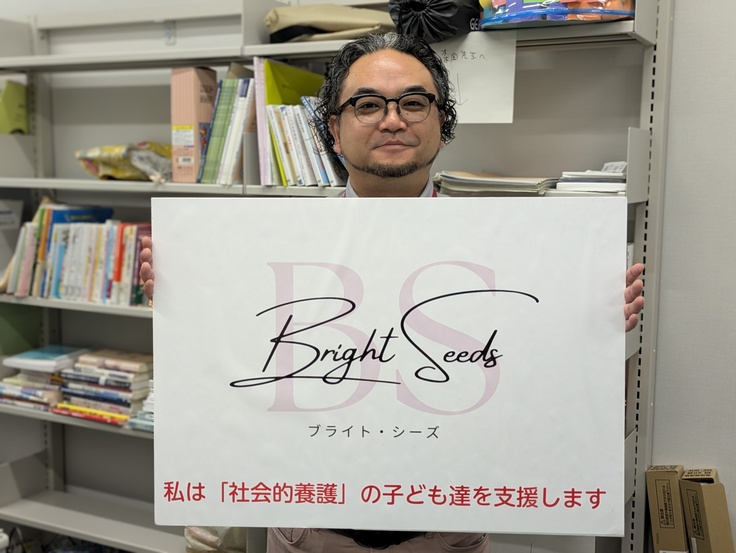 BS
Bright Seeds
ブライト・シーズ
私は「社会的養護」の子ども達を支援します